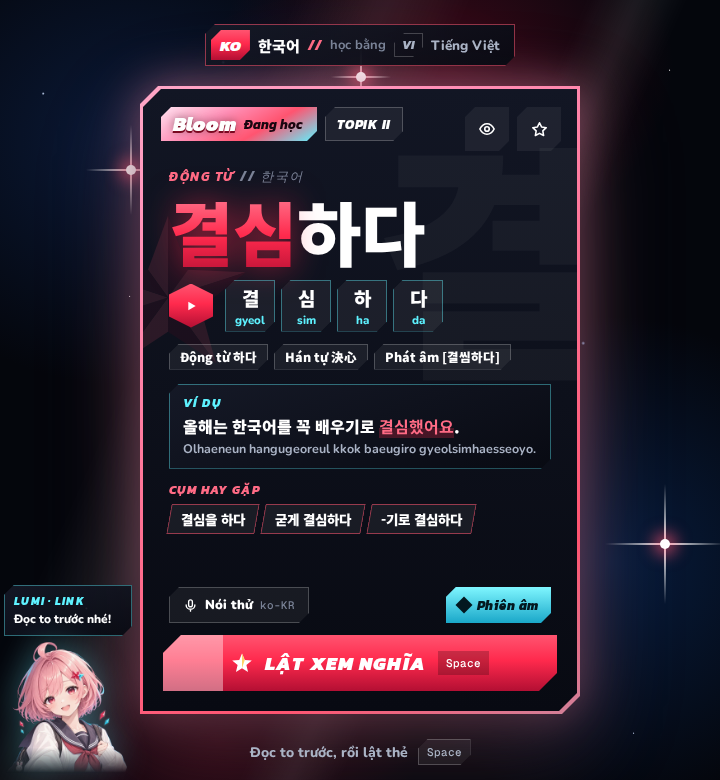 KO 한국어 // học bằng VI Tiếng Việt
Bloom Đang học TOPIK II
ĐỘNG TỪ // 한국어
결심하다
결 심 하 다
gyeol sim ha da
Động từ 하다 Hán tự 決心 Phát âm [결씸하다]
VÍ DỤ
올해는 한국어를 꼭 배우기로 결심했어요.
Olhaeneun hangugeoreul kkok baeugiro gyeolsimhaesseoyo.
CỤM HAY GẶP
결심을 하다 굳게 결심하다 -기로 결심하다
LUMI · LINK
Đọc to trước nhé!
Nói thử ko-KR Phiên âm
LẬT XEM NGHĨA Space
Đọc to trước, rồi lật thẻ Space